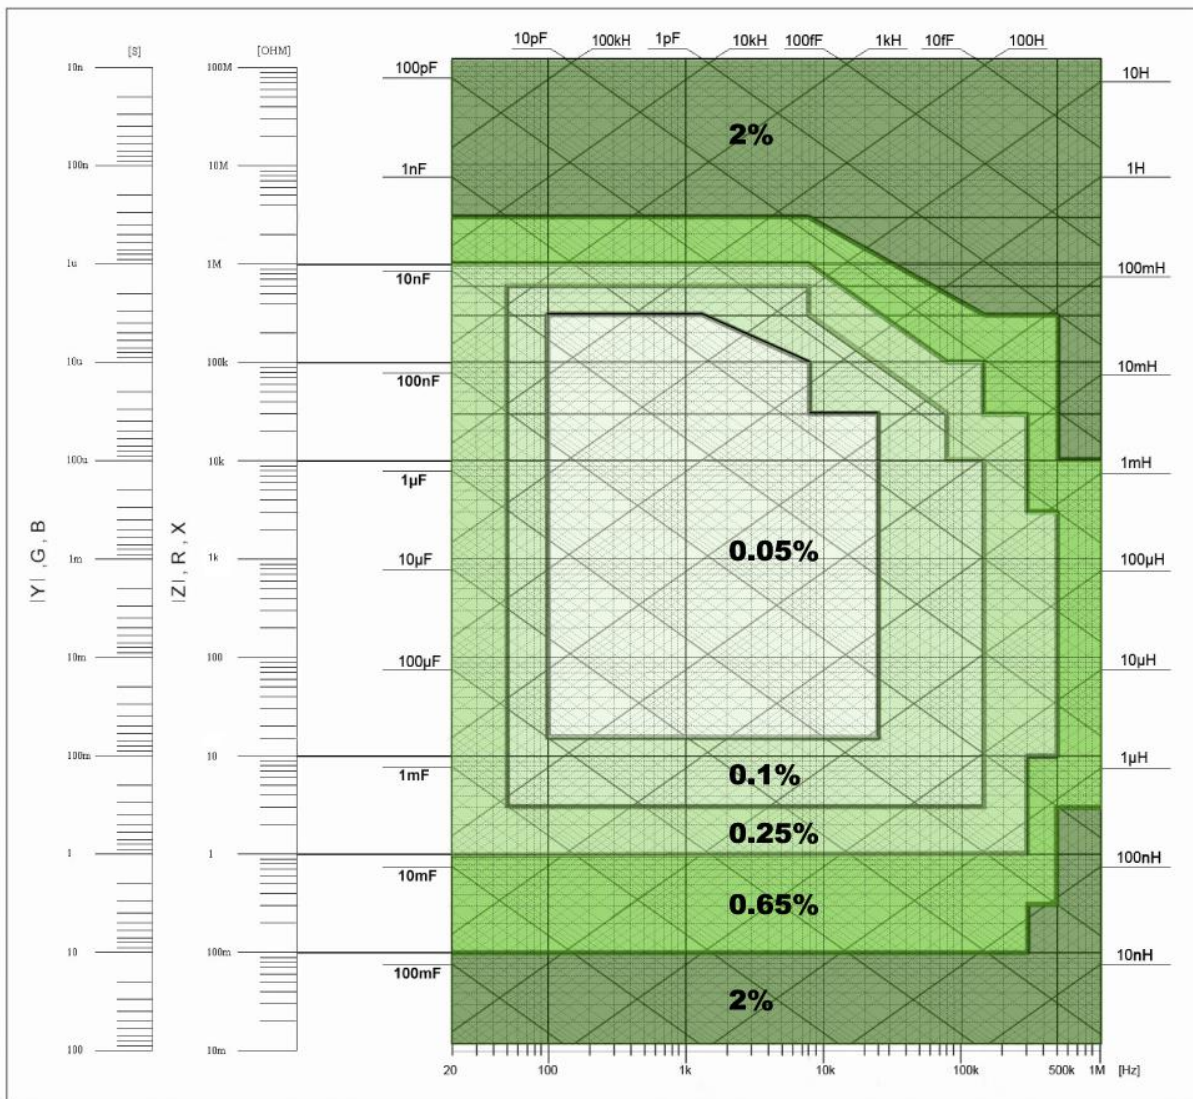 10pF 100kH 1pF 10kH 100fF 1kH 10fF 100H
[S] [OHM]
10n 100M 100pF 10H
2%
100n 10M 1nF 1H
1u 1M 10nF 100mH
10u 100k 100nF 10mH
100u 10k 1µF 1mH
|Y| ,G, B |Z|, R, X
0.05%
1m 1k 10µF 100µH
10m 100 100µF 10µH
100m 10 1mF 1µH
0.1%
0.25%
1 1 10mF 100nH
0.65%
10 100m 100mF 10nH
2%
100 10m
20 100 1k 10k 100k 500k 1M [Hz]